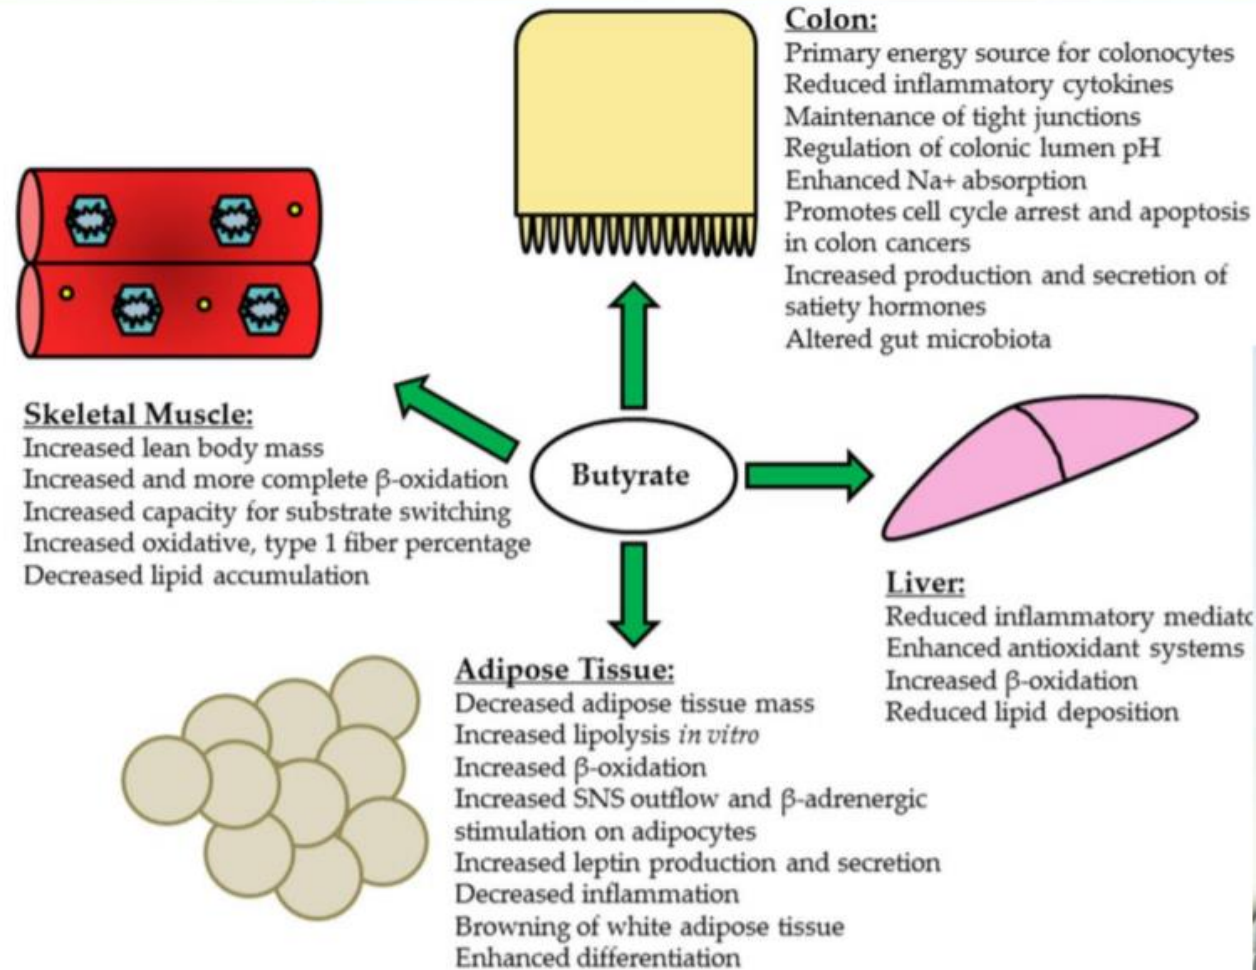 Colon:
Primary energy source for colonocytes
Reduced inflammatory cytokines
Maintenance of tight junctions
Regulation of colonic lumen pH
Enhanced Na+ absorption
Promotes cell cycle arrest and apoptosis
in colon cancers
Increased production and secretion of
satiety hormones
Altered gut microbiota
Skeletal Muscle:
Increased lean body mass
Increased and more complete β-oxidation
Increased capacity for substrate switching
Increased oxidative, type 1 fiber percentage
Decreased lipid accumulation
Butyrate
Liver:
Reduced inflammatory
Enhanced antioxidant systems
Increased β-oxidation
Reduced lipid deposition
Adipose Tissue:
Decreased adipose tissue mass
Increased lipolysis in vitro
Increased β-oxidation
Increased SNS outflow and β-adrenergic
stimulation on adipocytes
Increased leptin production and secretion
Decreased inflammation
Browning of white adipose tissue
Enhanced differentiation